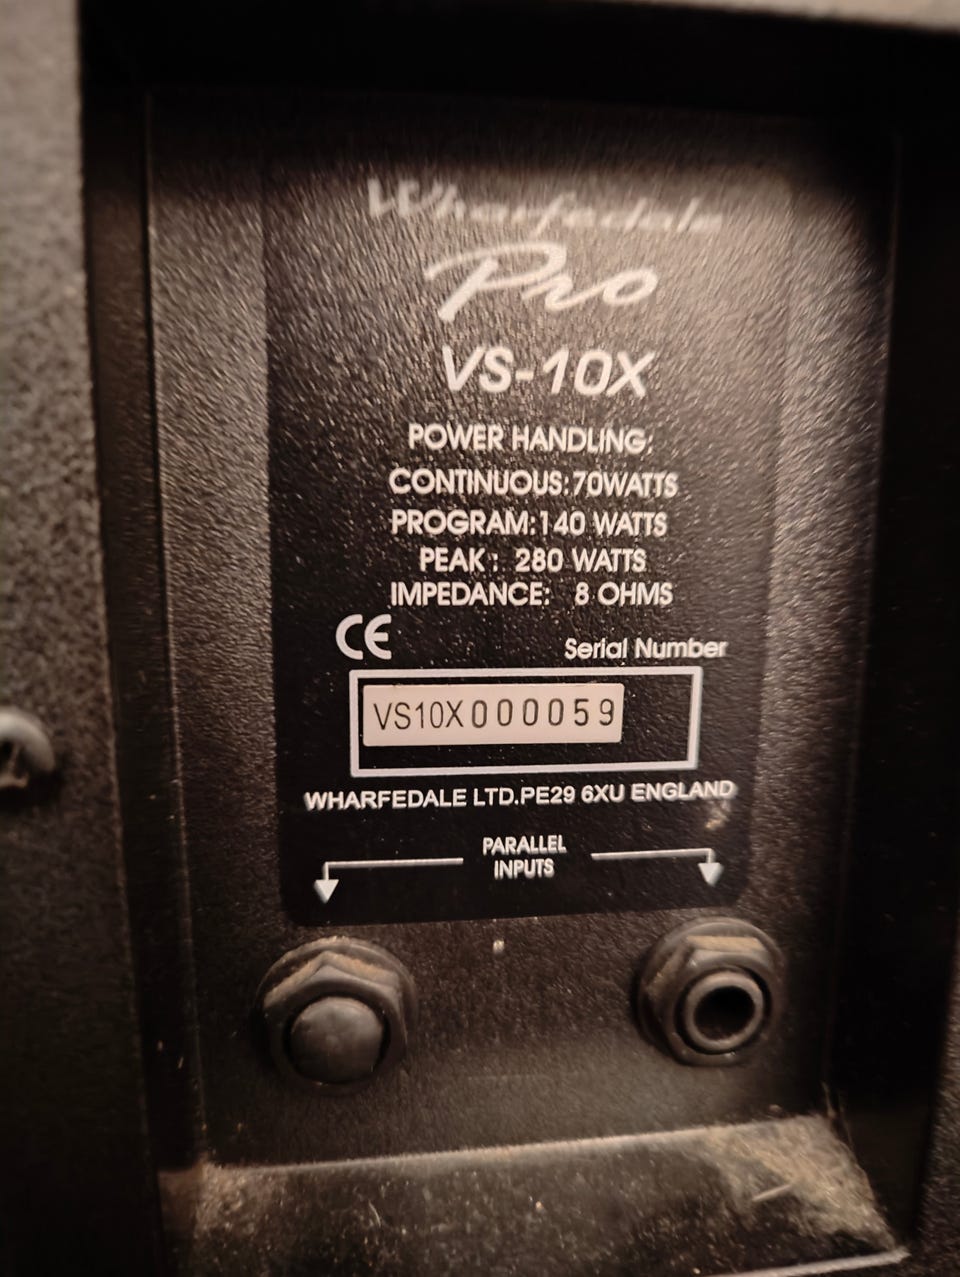 Wharfedale
Pro
VS-10X
POWER HANDLING:
CONTINUOUS:70WATTS
PROGRAM:140 WATTS
PEAK: 280 WATTS
IMPEDANCE: 8 OHMS
CE Serial Number
VS10X000059
WHARFEDALE LTD.PE29 6XU ENGLAND
PARALLEL
INPUTS